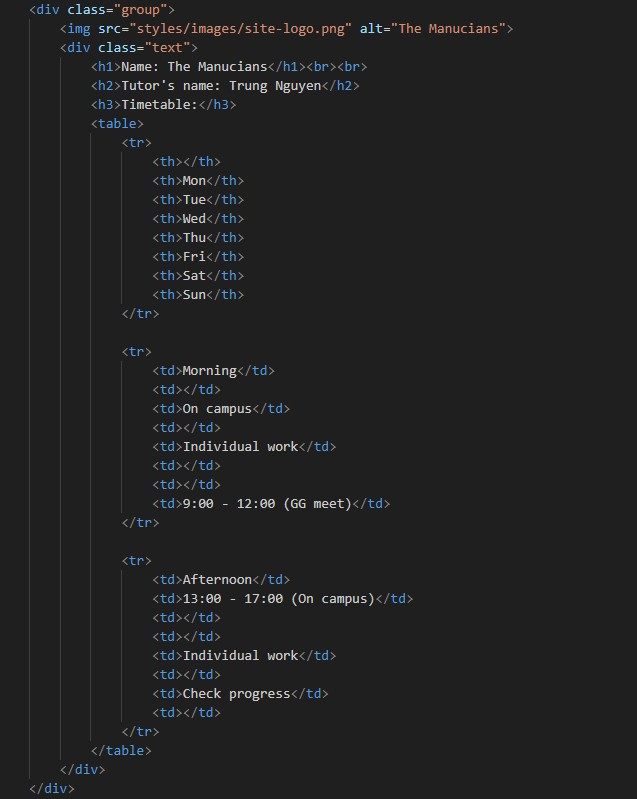 <div class="group">
<img src="styles/images/site-logo.png" alt="The Manucians">
<div class="text">
<h1>Name: The Manucians</h1><br><br>
<h2>Tutor's name: Trung Nguyen</h2>
<h3>Timetable:</h3>
<table>
<tr>
<th></th>
<th>Mon</th>
<th>Tue</th>
<th>Wed</th>
<th>Thu</th>
<th>Fri</th>
<th>Sat</th>
<th>Sun</th>
</tr>
<tr>
<td>Morning</td>
<td></td>
<td>On campus</td>
<td></td>
<td>Individual work</td>
<td></td>
<td></td>
<td>9:00 - 12:00 (GG meet)</td>
</tr>
<tr>
<td>Afternoon</td>
<td>13:00 - 17:00 (On campus)</td>
<td></td>
<td></td>
<td>Individual work</td>
<td></td>
<td>Check progress</td>
<td></td>
</tr>
</table>
</div>
</div>